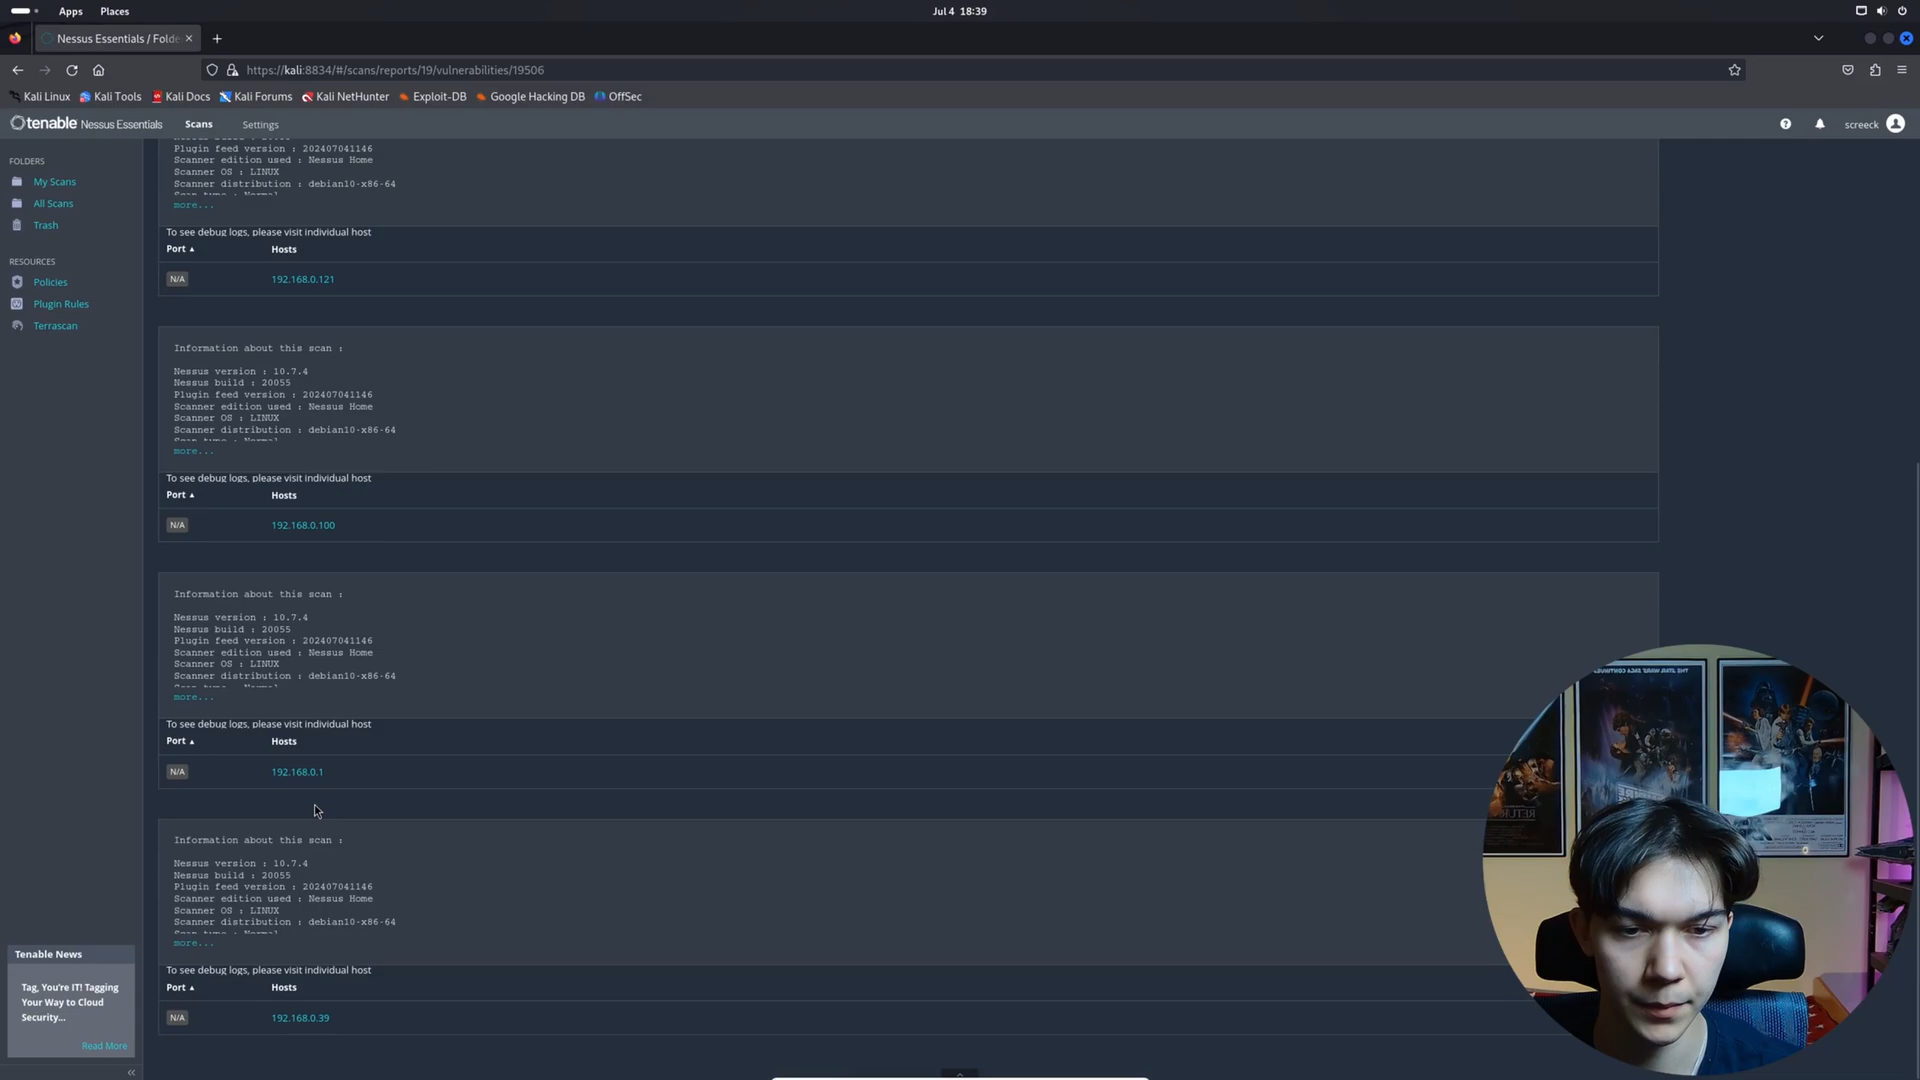 Apps Places
Jul 4 18:39
Nessus Essentials / Folde
https://kali:8834/#/scans/reports/19/vulnerabilities/19506
Kali Linux Kali Tools Kali Docs Kali Forums Kali NetHunter Exploit-DB Google Hacking DB OffSec
tenable Nessus Essentials Scans Settings screeck
FOLDERS
My Scans
All Scans
Trash
RESOURCES
Policies
Plugin Rules
Terrascan
Plugin feed version : 202407041146
Scanner edition used : Nessus Home
Scanner OS : LINUX
Scanner distribution : debian10-x86-64
Scan type : Normal
more...
To see debug logs, please visit individual host
Port Hosts
N/A 192.168.0.121
Information about this scan :
Nessus version : 10.7.4
Nessus build : 20055
Plugin feed version : 202407041146
Scanner edition used : Nessus Home
Scanner OS : LINUX
Scanner distribution : debian10-x86-64
Scan type : Normal
more...
To see debug logs, please visit individual host
Port Hosts
N/A 192.168.0.100
Information about this scan :
Nessus version : 10.7.4
Nessus build : 20055
Plugin feed version : 202407041146
Scanner edition used : Nessus Home
Scanner OS : LINUX
Scanner distribution : debian10-x86-64
Scan type : Normal
more...
To see debug logs, please visit individual host
Port Hosts
N/A 192.168.0.1
Information about this scan :
Nessus version : 10.7.4
Nessus build : 20055
Plugin feed version : 202407041146
Scanner edition used : Nessus Home
Scanner OS : LINUX
Scanner distribution : debian10-x86-64
Scan type : Normal
more...
To see debug logs, please visit individual host
Port Hosts
N/A 192.168.0.39
Tenable News
Tag, You're IT! Tagging
Your Way to Cloud
Security...
Read More